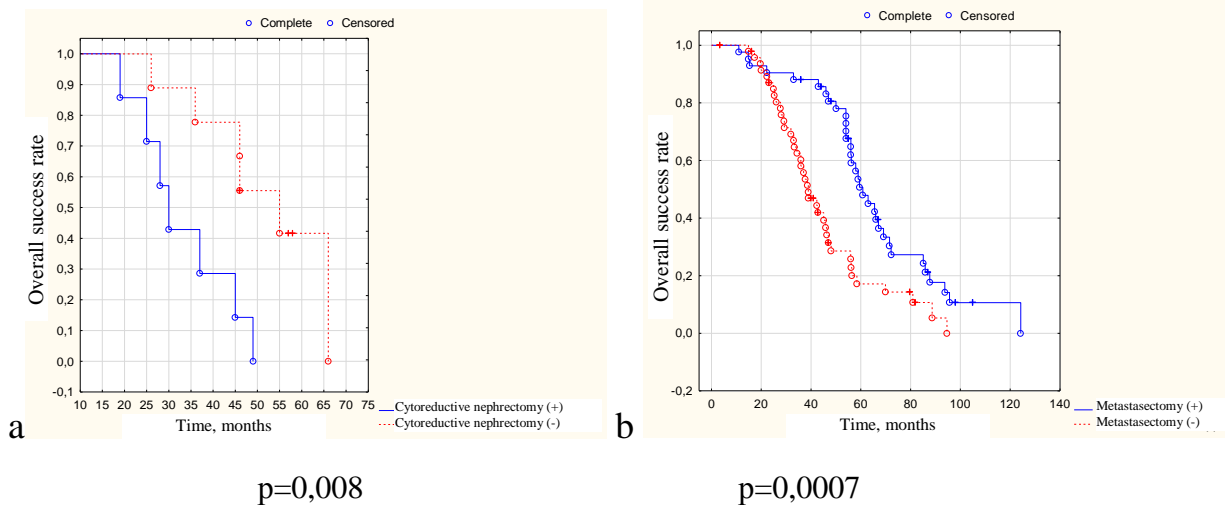 Complete Censored
Overall success rate
1,0
0,9
0,8
0,7
0,6
0,5
0,4
0,3
0,2
0,1
0,0
-0,1
10 15 20 25 30 35 40 45 50 55 60 65 70 75
Time, months
Cytoreductive nephrectomy (+)
Cytoreductive nephrectomy (-)
a
p=0,008
Complete Censored
Overall success rate
1,0
0,8
0,6
0,4
0,2
0,0
-0,2
0 20 40 60 80 100 120 140
Time, months
Metastasectomy (+)
Metastasectomy (-)
b
p=0,0007